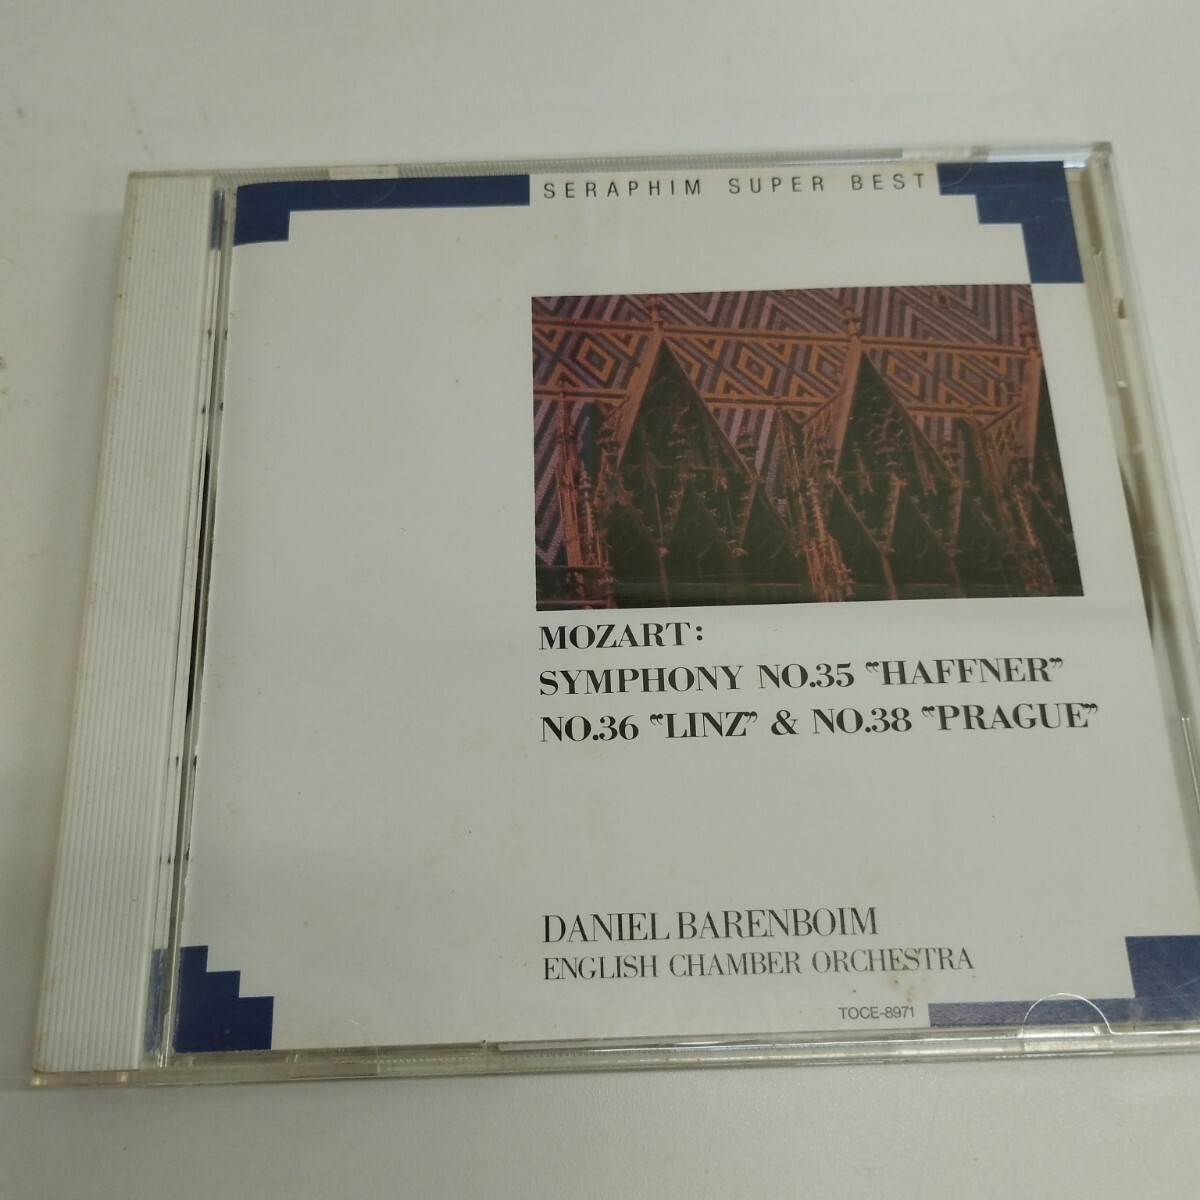 SERAPHIM SUPER BEST
MOZART:
SYMPHONY NO.35 “HAFFNER”
NO.36 “LINZ” & NO.38 “PRAGUE”
DANIEL BARENBOIM
ENGLISH CHAMBER ORCHESTRA
TOCE-8971